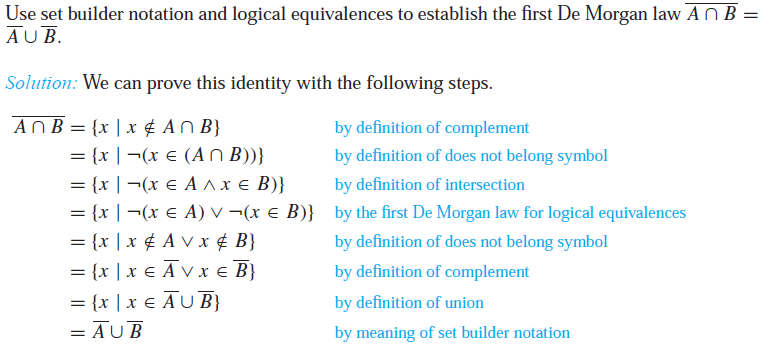 Use set builder notation and logical equivalences to establish the first De Morgan law A̅ ̅∩̅ ̅B̅ =
A̅ ∪ B̅.
Solution: We can prove this identity with the following steps.
A̅ ̅∩̅ ̅B̅ = {x | x ∉ A ∩ B} by definition of complement
= {x | ¬(x ∈ (A ∩ B))} by definition of does not belong symbol
= {x | ¬(x ∈ A ∧ x ∈ B)} by definition of intersection
= {x | ¬(x ∈ A) ∨ ¬(x ∈ B)} by the first De Morgan law for logical equivalences
= {x | x ∉ A ∨ x ∉ B} by definition of does not belong symbol
= {x | x ∈ A̅ ∨ x ∈ B̅} by definition of complement
= {x | x ∈ A̅ ∪ B̅} by definition of union
= A̅ ∪ B̅ by meaning of set builder notation